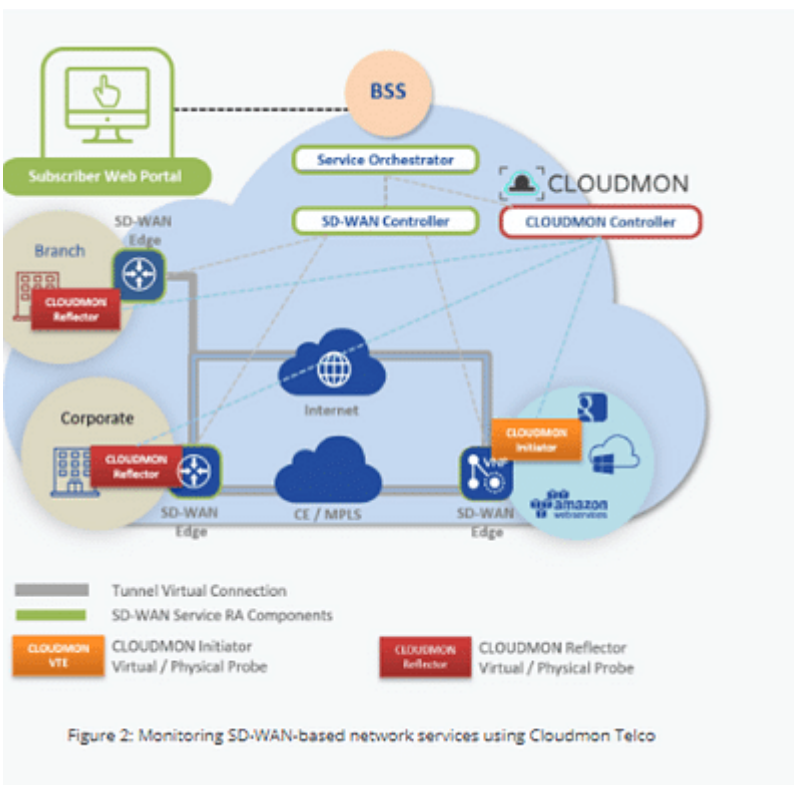 BSS
Subscriber Web Portal
Service Orchestrator
CLOUDMON
SD-WAN Controller
CLOUDMON Controller
SD-WAN
Edge
Branch
CLOUDMON
Reflector
Internet
Corporate
CLOUDMON
Reflector
CLOUDMON
Initiator
g
VNF
amazon
webservices
SD-WAN
Edge
CE / MPLS
SD-WAN
Edge
Tunnel Virtual Connection
SD-WAN Service RA Components
CLOUDMON
VTE
CLOUDMON Initiator
Virtual / Physical Probe
CLOUDMON
Reflector
CLOUDMON Reflector
Virtual / Physical Probe
Figure 2: Monitoring SD-WAN-based network services using Cloudmon Telco